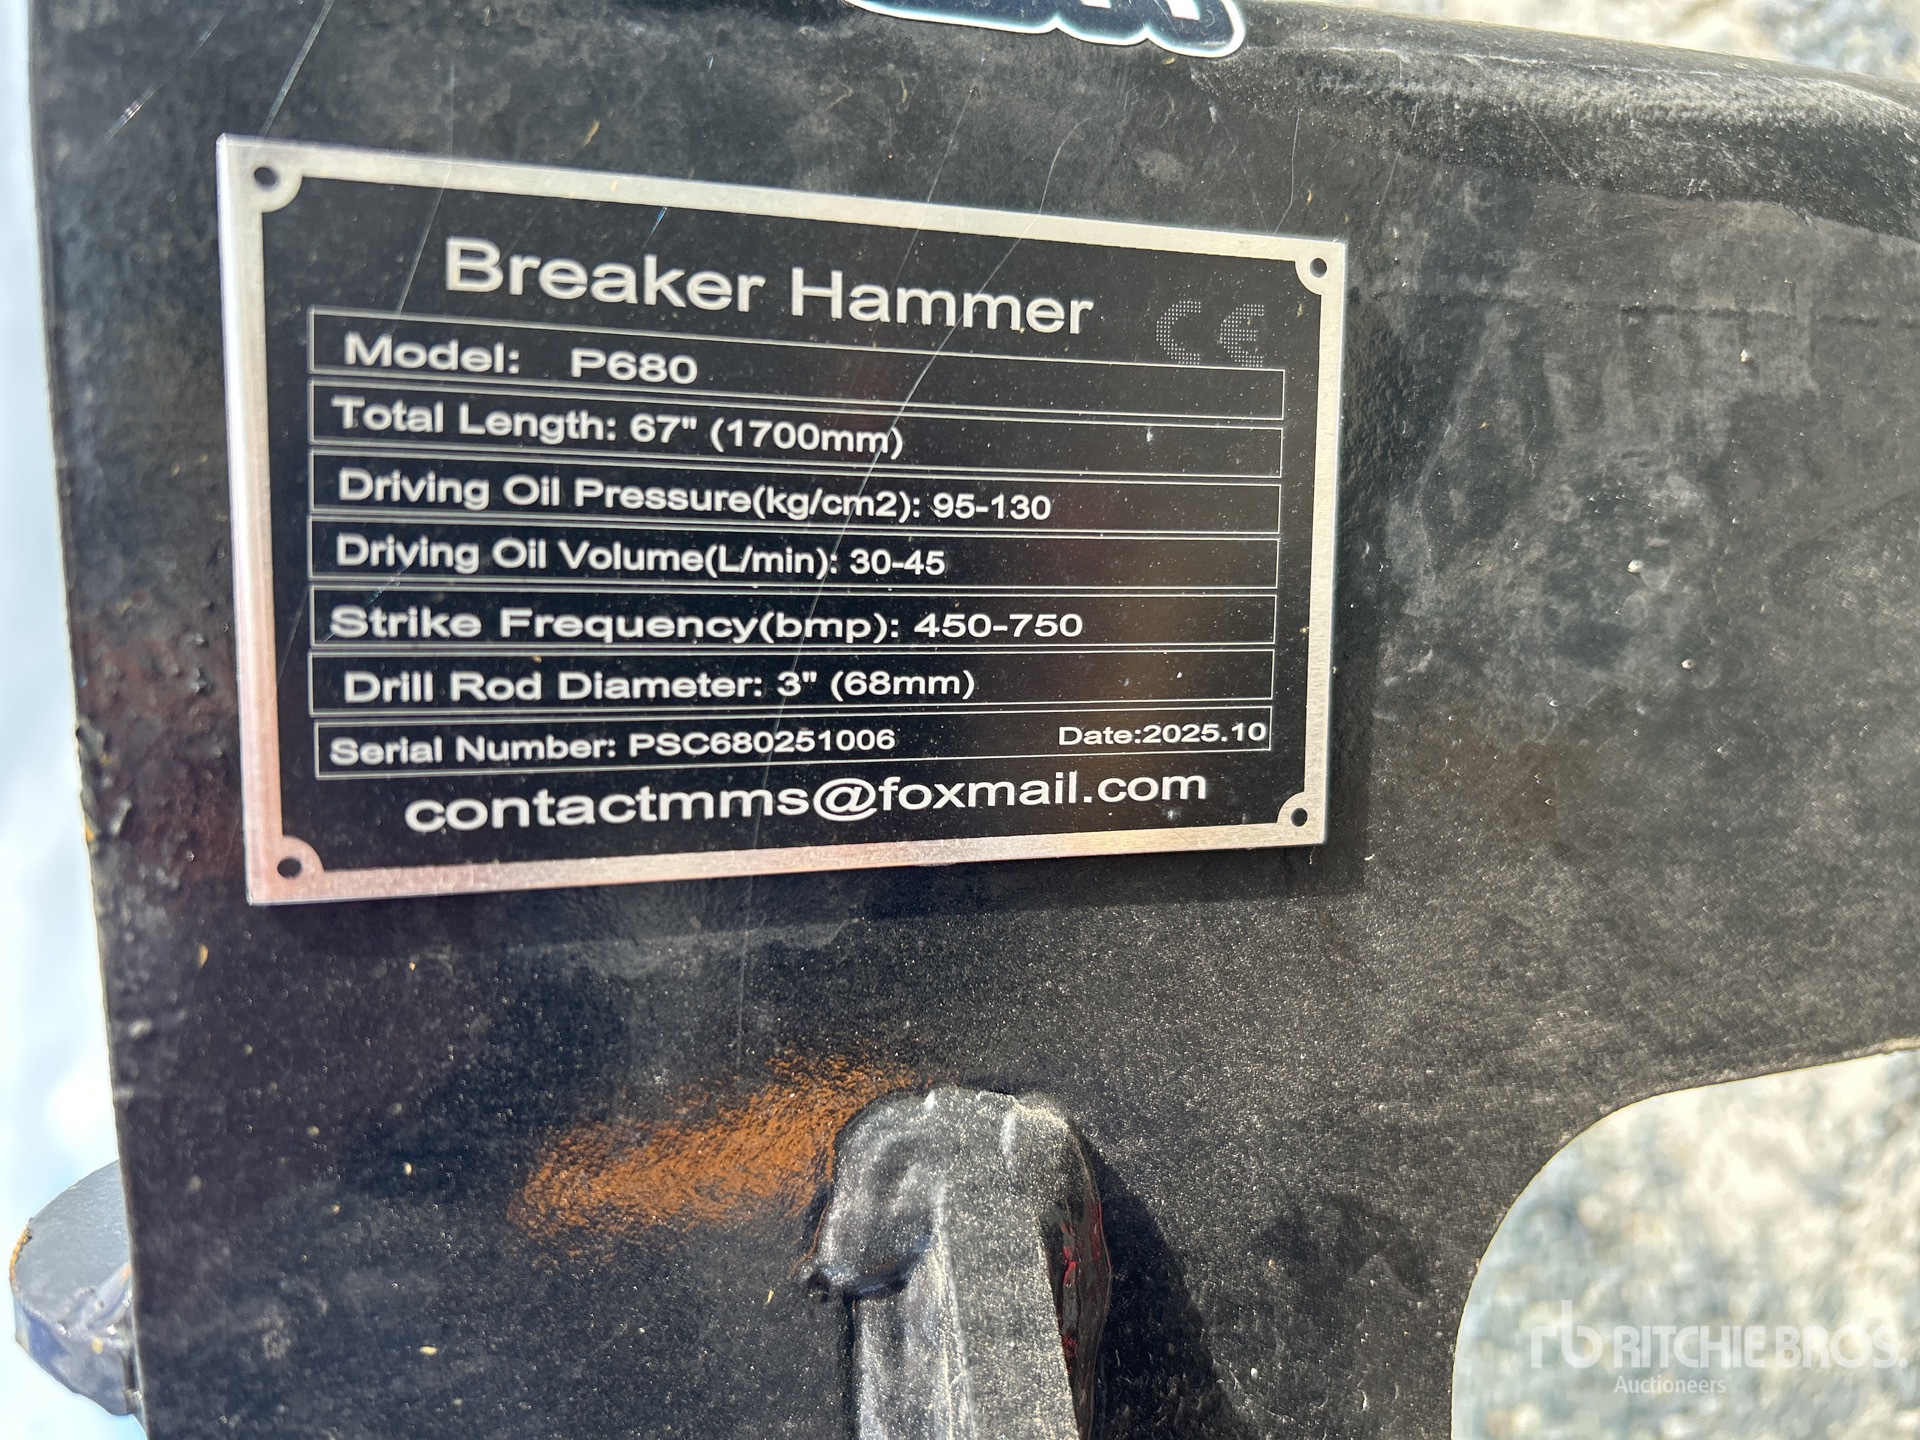 Breaker Hammer
CE
Model: P680
Total Length: 67" (1700mm)
Driving Oil Pressure(kg/cm2): 95-130
Driving Oil Volume(L/min): 30-45
Strike Frequency(bmp): 450-750
Drill Rod Diameter: 3" (68mm)
Serial Number: PSC680251006 Date:2025.10
contactmms@foxmail.com
rb RITCHIE BROS.
Auctioneers